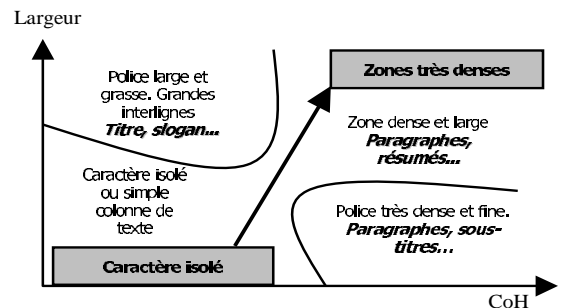 Largeur
Police large et
grasse. Grandes
interlignes
Titre, slogan...
Zones très denses
Zone dense et large
Paragraphes,
résumés...
Caractère isolé
ou simple
colonne de
texte
Police très dense et fine.
Paragraphes, sous-
titres...
Caractère isolé
CoH